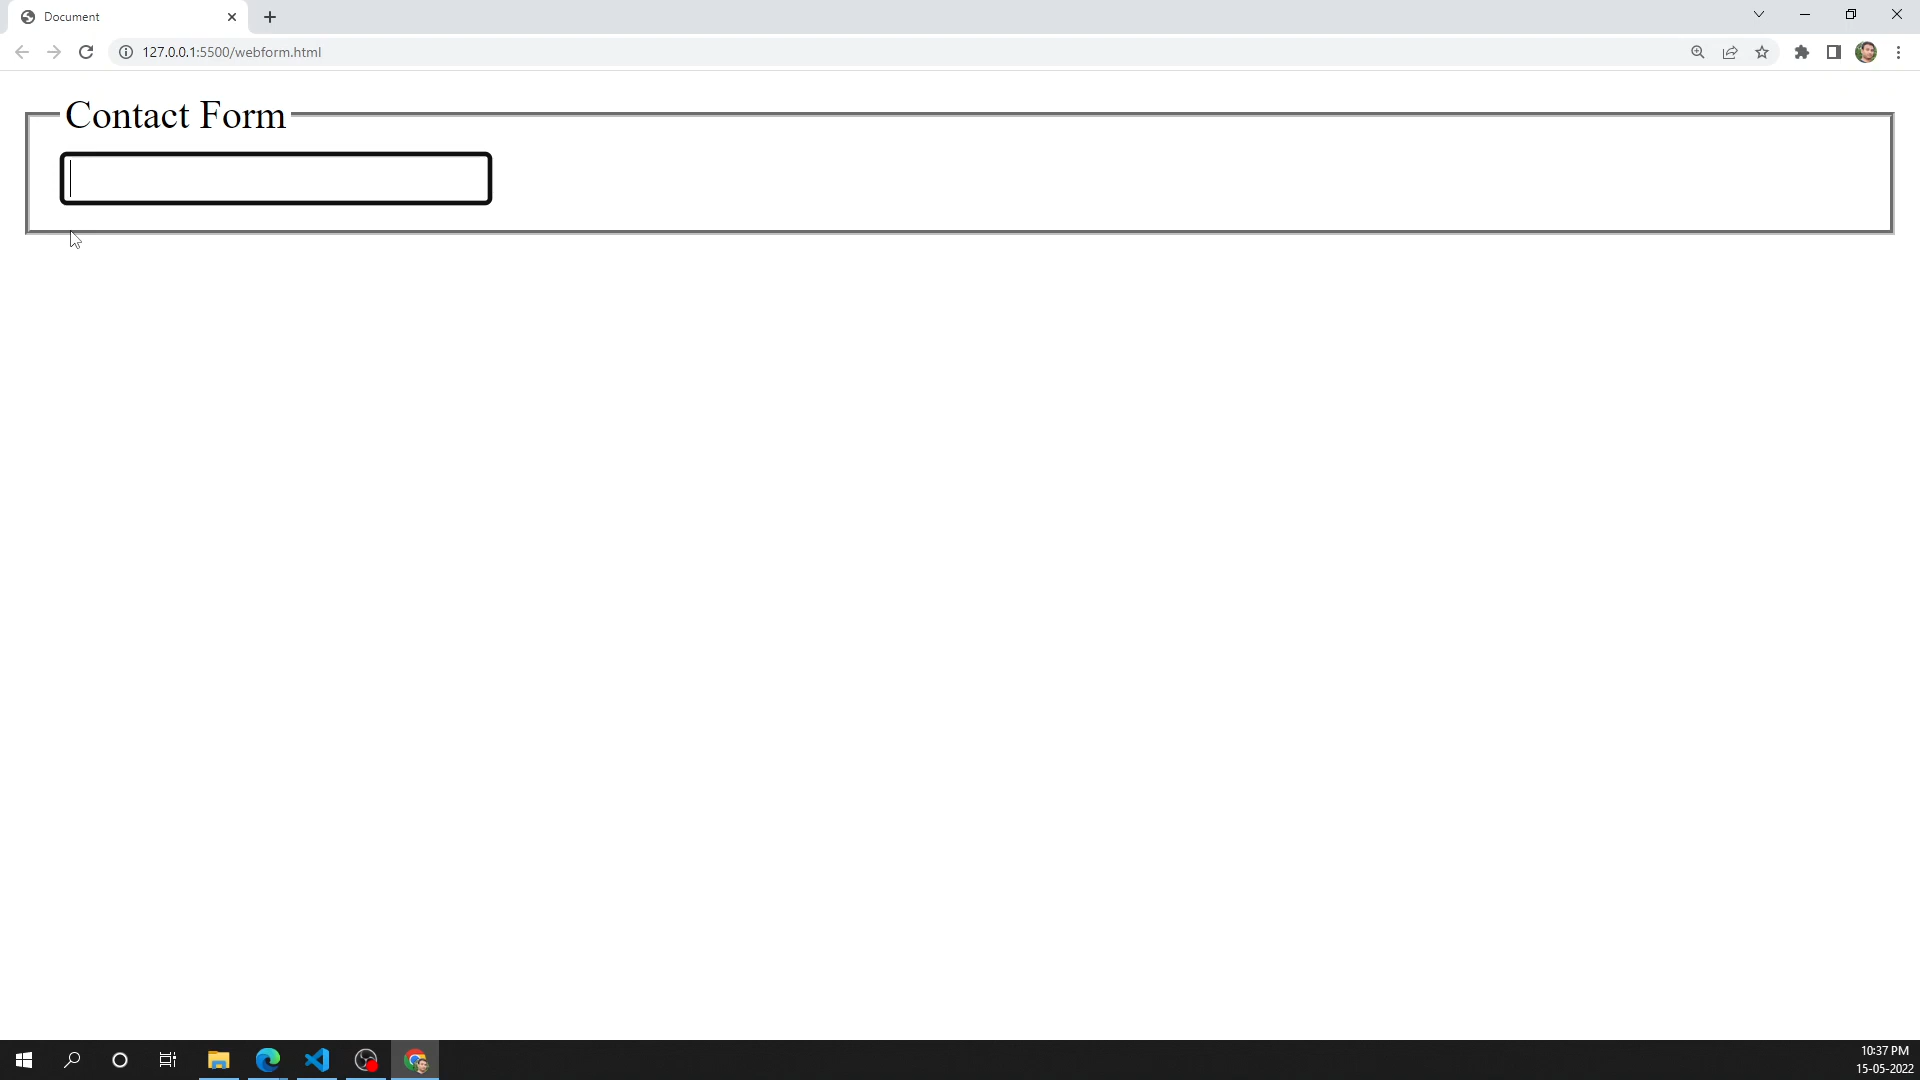 Document
127.0.0.1:5500/webform.html
Contact Form
10:37 PM
15-05-2022